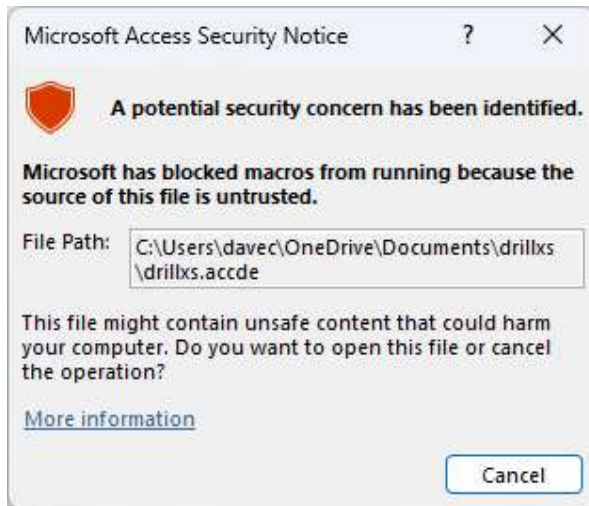 Microsoft Access Security Notice ? ×
A potential security concern has been identified.
Microsoft has blocked macros from running because the
source of this file is untrusted.
File Path: C:\Users\davec\OneDrive\Documents\drillxs
\drillxs.accde
This file might contain unsafe content that could harm
your computer. Do you want to open this file or cancel
the operation?
More information
Cancel